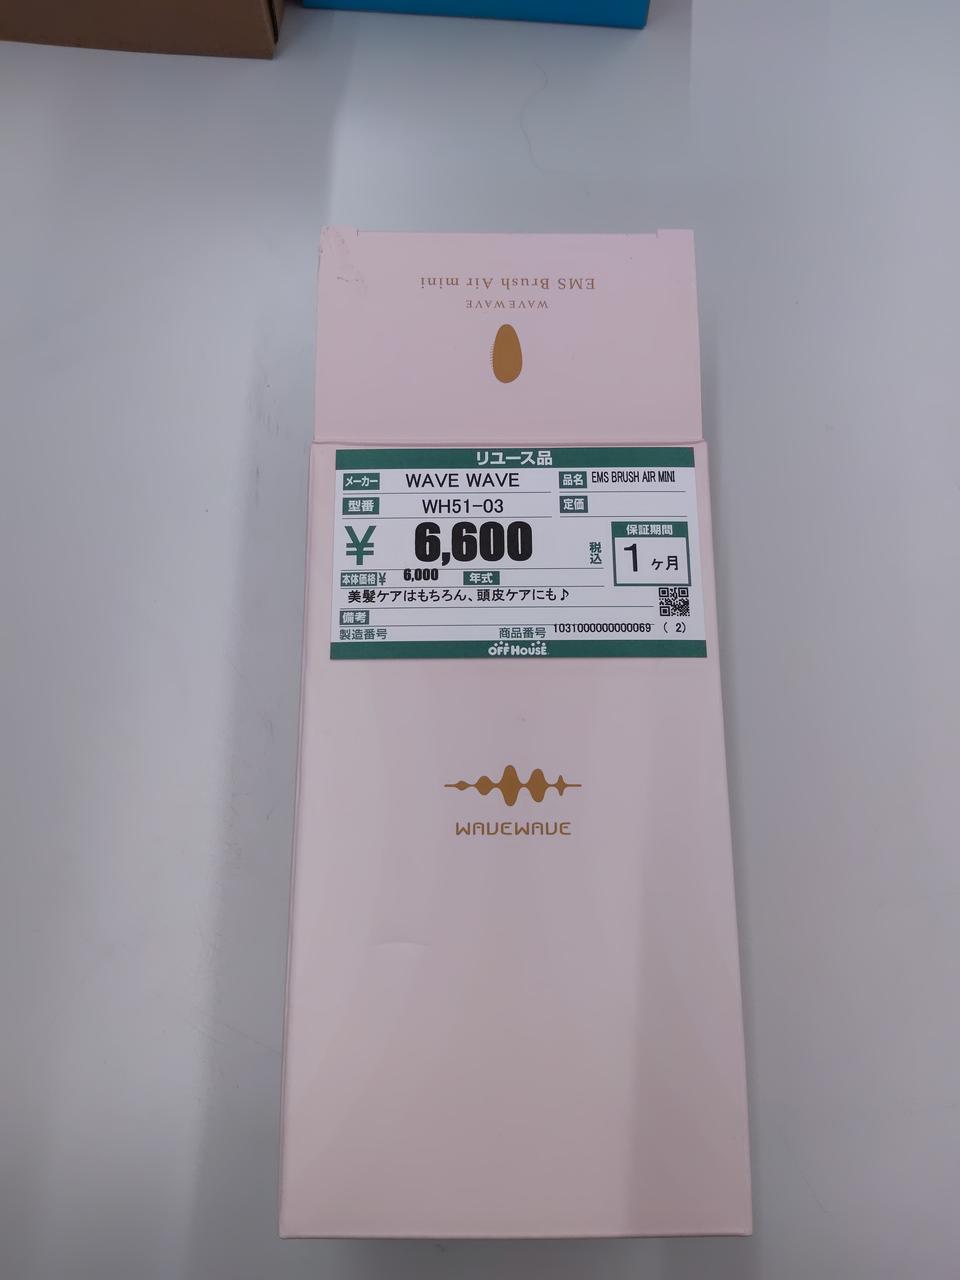 EMS Brush Air mini
WAVEWAVE
リユース品
メーカー WAVE WAVE 品名 EMS BRUSH AIR MINI
型番 WH51-03 定価
¥ 6,600 税込 保証期間 1ヶ月
本体価格¥ 6,000 年式
美髪ケアはもちろん、頭皮ケアにも♪
備考
製造番号 商品番号 1031000000000069 ( 2)
OFF HOUSE
WAVEWAVE